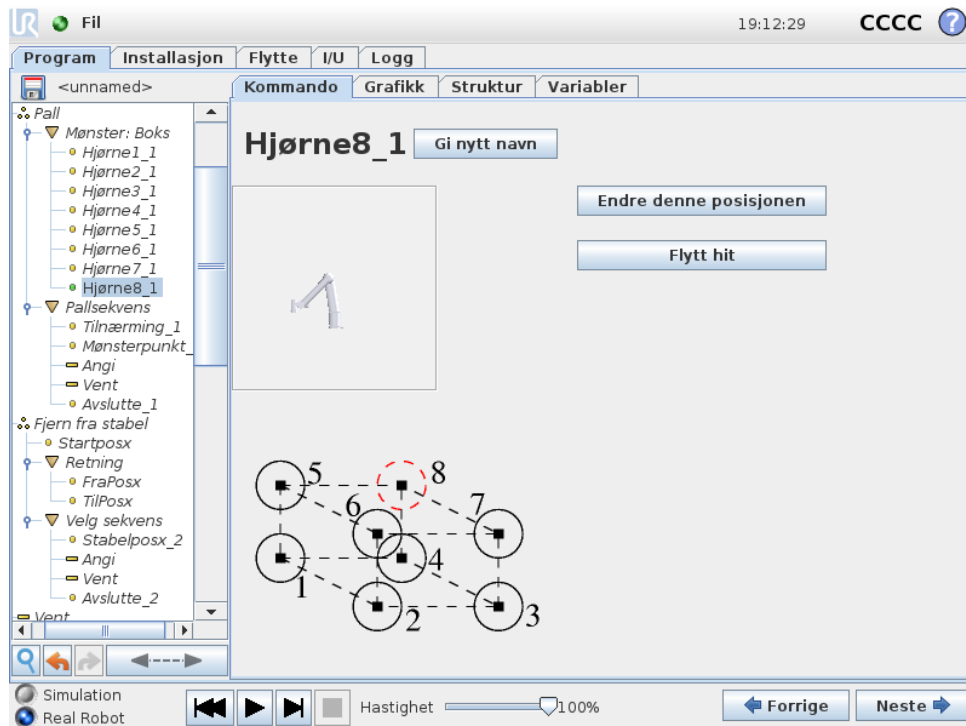 UR Fil 19:12:29 CCCC ?
Program Installasjon Flytte I/U Logg
<unnamed>
Kommando Grafikk Struktur Variabler
Pall
Mønster: Boks
Hjørne1_1
Hjørne2_1
Hjørne3_1
Hjørne4_1
Hjørne5_1
Hjørne6_1
Hjørne7_1
Hjørne8_1
Pallsekvens
Tilnærming_1
Mønsterpunkt_
Angi
Vent
Avslutte_1
Fjern fra stabel
Startposx
Retning
FraPosx
TilPosx
Velg sekvens
Stabelposx_2
Angi
Vent
Avslutte_2
Vent
Hjørne8_1 Gi nytt navn
Endre denne posisjonen
Flytt hit
5 8
6 7
1 4
2 3
Simulation
Real Robot
Hastighet 100%
Forrige Neste